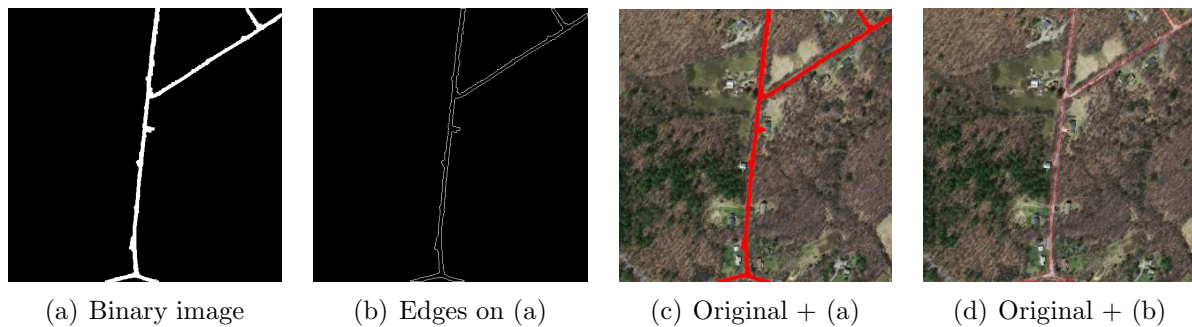 (a) Binary image
(b) Edges on (a)
(c) Original + (a)
(d) Original + (b)